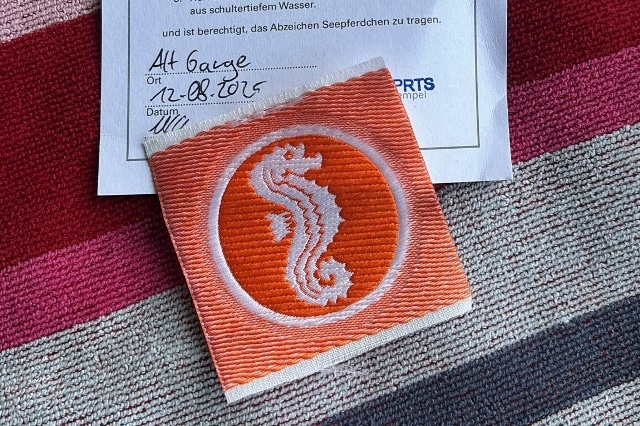 aus schultertiefem Wasser.
und ist berechtigt, das Abzeichen Seepferdchen zu tragen.
Alt Garge
Ort
12-08-2025
Datum
PRTS